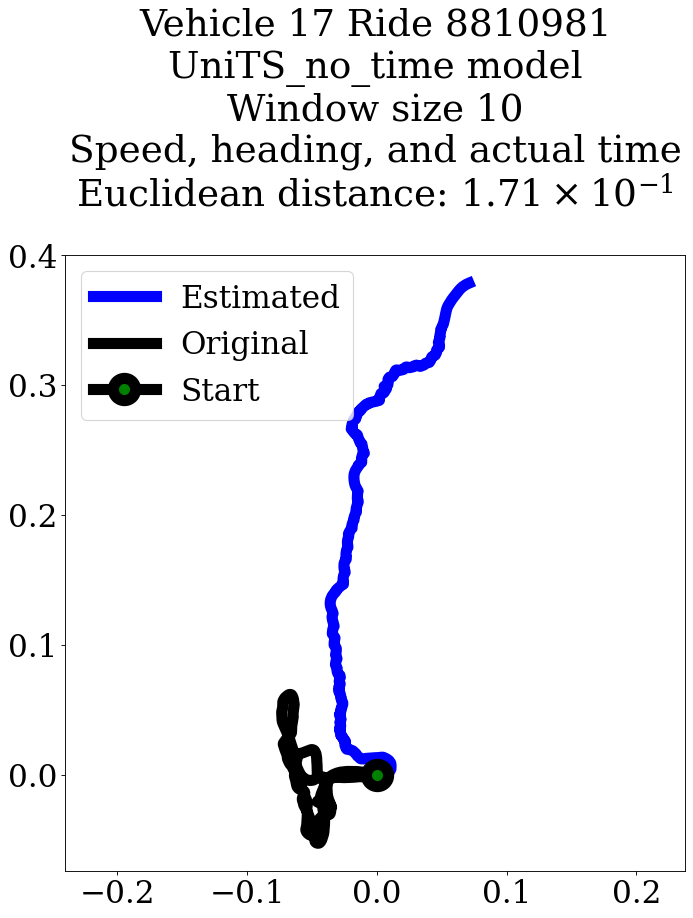 Vehicle 17 Ride 8810981
UniTS_no_time model
Window size 10
Speed, heading, and actual time
Euclidean distance: 1.71 × 10⁻¹
0.4
Estimated
Original
Start
0.3
0.2
0.1
0.0
−0.2 −0.1 0.0 0.1 0.2